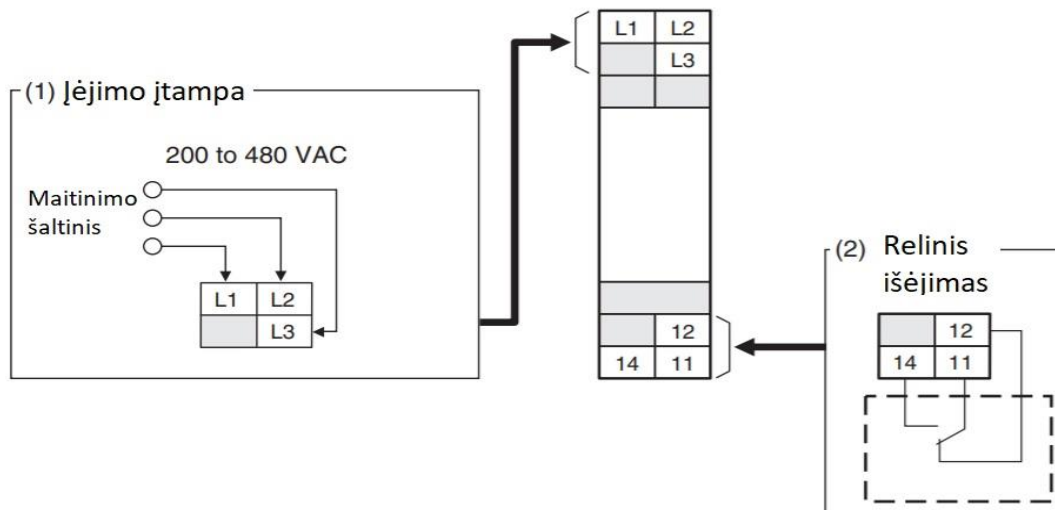 (1) Įėjimo įtampa
200 to 480 VAC
Maitinimo
šaltinis
L1 L2
L3
L1 L2
L3
12
14 11
(2) Relinis
išėjimas
12
14 11